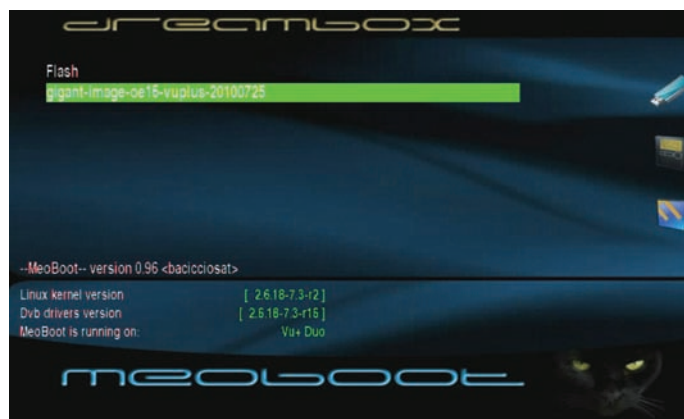 dreambox
Flash
gigant-image-oe16-vuplus-20100725
--MeoBoot-- version 0.96 <bacicciosat>
Linux kernel version [ 2.6.18-7.3-r2 ]
Dvb drivers version [ 2.6.18-7.3-r15 ]
MeoBoot is running on: Vu+ Duo
meoboot